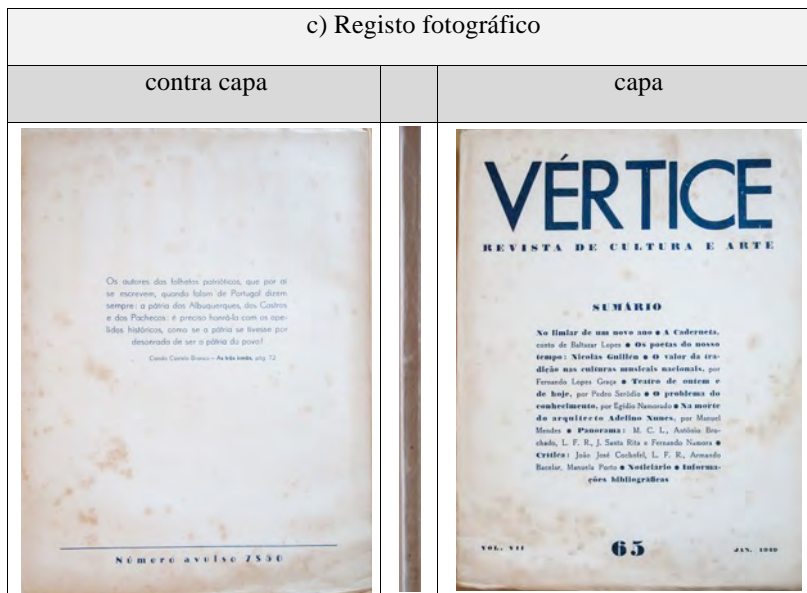 c) Registo fotográfico
contra capa
capa
Os autores dos folhetos patrióticos, que por aí
se escrevem, quando falam de Portugal dizem
sempre: a pátria dos Albuquerques, dos Castros
e dos Pachecos: é preciso honrá-la com os ape-
lidos históricos, como se a pátria se tivesse por
desonrada de ser a pátria do povo!
Camilo Castelo Branco — As três irmãs, pág. 12
Número avulso 7$50
VÉRTICE
REVISTA DE CULTURA E ARTE
SUMÁRIO
No limiar de um novo ano ● A Caderneta,
conto de Baltasar Lopes ● Os poetas do nosso
tempo: Nicolás Guillén ● O valor da tra-
dição nas culturas musicais nacionais, por
Fernando Lopes Graça ● Teatro de ontem e
de hoje, por Pedro Serôdio ● O problema do
conhecimento, por Egídio Namorado ● Na morte
do arquitecto Adelino Nunes, por Manuel
Mendes ● Panorama: M. C. L., António Bro-
chado, L. F. R., J. Santa Rita e Fernando Namora ●
Crítica: João José Cochofel, L. F. R., Armando
Bacelar, Manuela Porto ● Noticiário ● Informa-
ções bibliográficas
VOL. VII
65
JAN. 1949